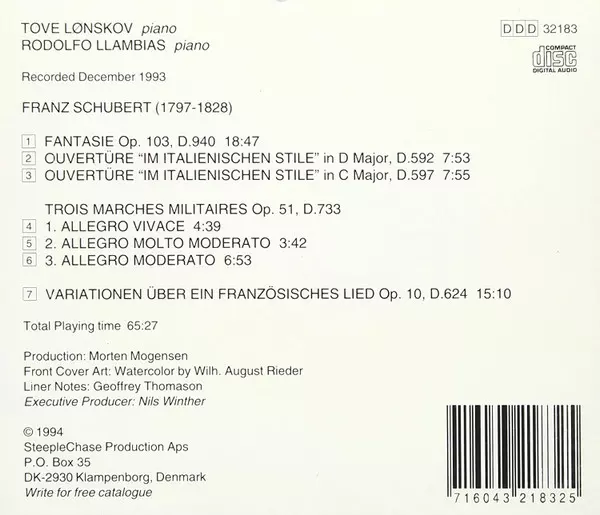 TOVE LØNSKOV piano
DDD 32183
RODOLFO LLAMBIAS piano
COMPACT
disc
DIGITAL AUDIO
Recorded December 1993
FRANZ SCHUBERT (1797-1828)
1 FANTASIE Op. 103, D.940 18:47
2 OUVERTÜRE “IM ITALIENISCHEN STILE” in D Major, D.592 7:53
3 OUVERTÜRE “IM ITALIENISCHEN STILE” in C Major, D.597 7:55
TROIS MARCHES MILITAIRES Op. 51, D.733
4 1. ALLEGRO VIVACE 4:39
5 2. ALLEGRO MOLTO MODERATO 3:42
6 3. ALLEGRO MODERATO 6:53
7 VARIATIONEN ÜBER EIN FRANZÖSISCHES LIED Op. 10, D.624 15:10
Total Playing time 65:27
Production: Morten Mogensen
Front Cover Art: Watercolor by Wilh. August Rieder
Liner Notes: Geoffrey Thomason
Executive Producer: Nils Winther
© 1994
SteepleChase Production Aps
P.O. Box 35
DK-2930 Klampenborg, Denmark
Write for free catalogue
716043 218325